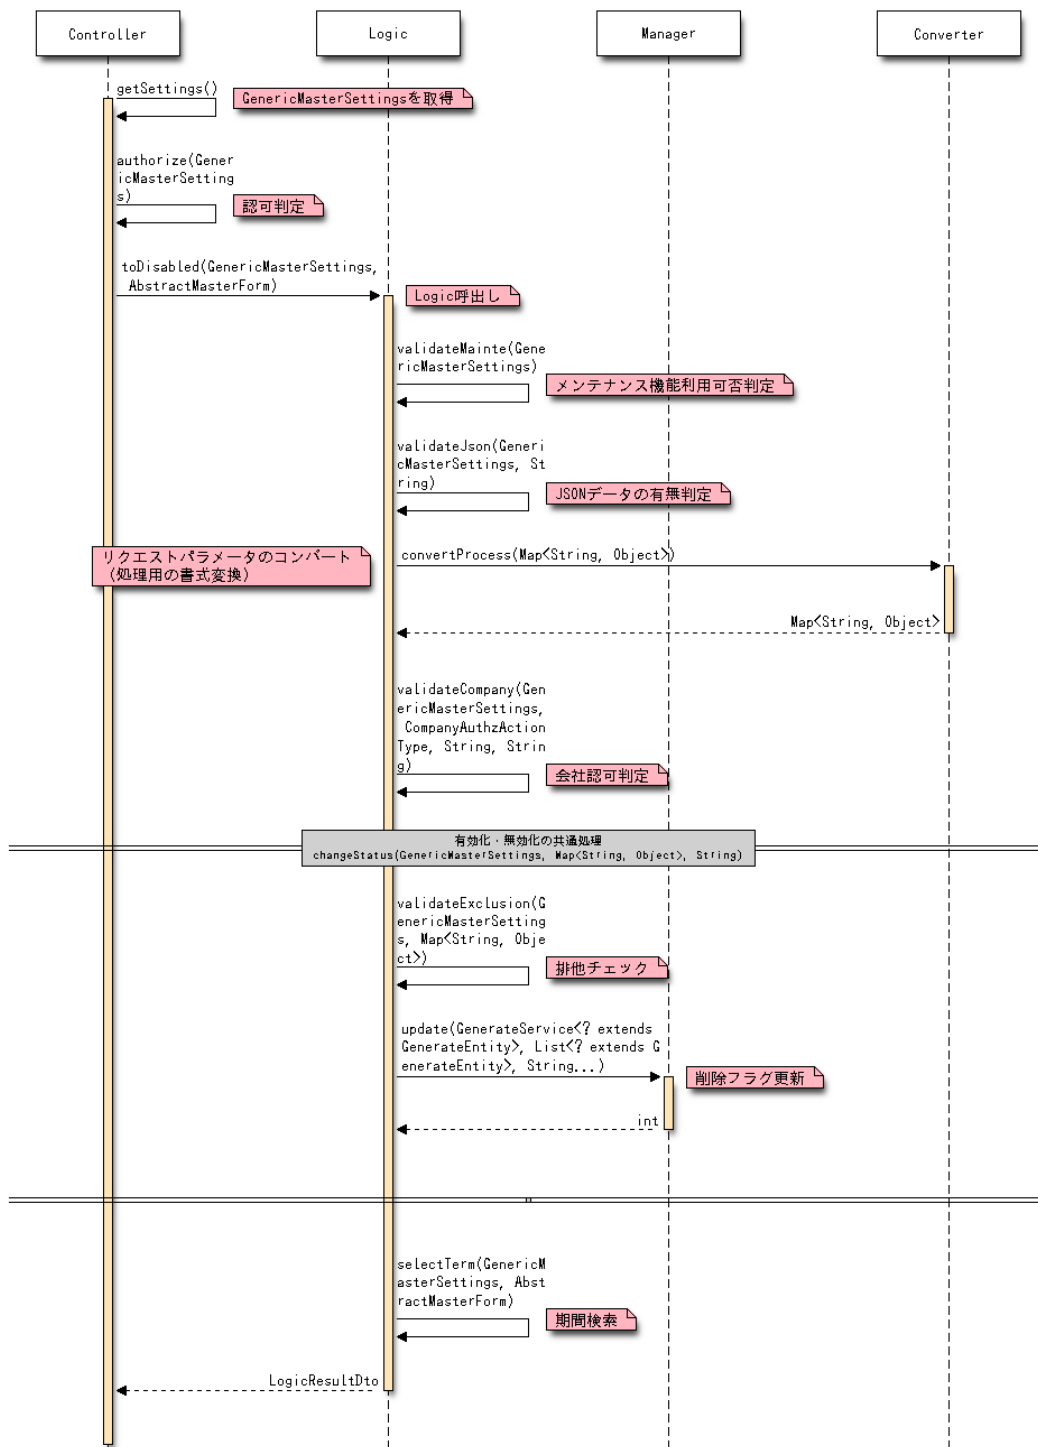 Controller
Logic
Manager
Converter
getSettings()
GenericMasterSettingsを取得
authorize(Gener
icMasterSetting
s)
認可判定
toDisabled(GenericMasterSettings,
AbstractMasterForm)
Logic呼出し
validateMainte(Gene
ricMasterSettings)
メンテナンス機能利用可否判定
validateJson(Generi
cMasterSettings, St
ring)
JSONデータの有無判定
リクエストパラメータのコンバート
（処理用の書式変換）
convertProcess(Map<String, Object>)
Map<String, Object>
validateCompany(Gen
ericMasterSettings,
CompanyAuthzAction
Type, String, Strin
g)
会社認可判定
有効化・無効化の共通処理
changeStatus(GenericMasterSettings, Map<String, Object>, String)
validateExclusion(G
enericMasterSetting
s, Map<String, Obje
ct>)
排他チェック
update(GenerateService<? extends
GenerateEntity>, List<? extends G
enerateEntity>, String...)
削除フラグ更新
int
selectTerm(GenericM
asterSettings, Abst
ractMasterForm)
期間検索
LogicResultDto